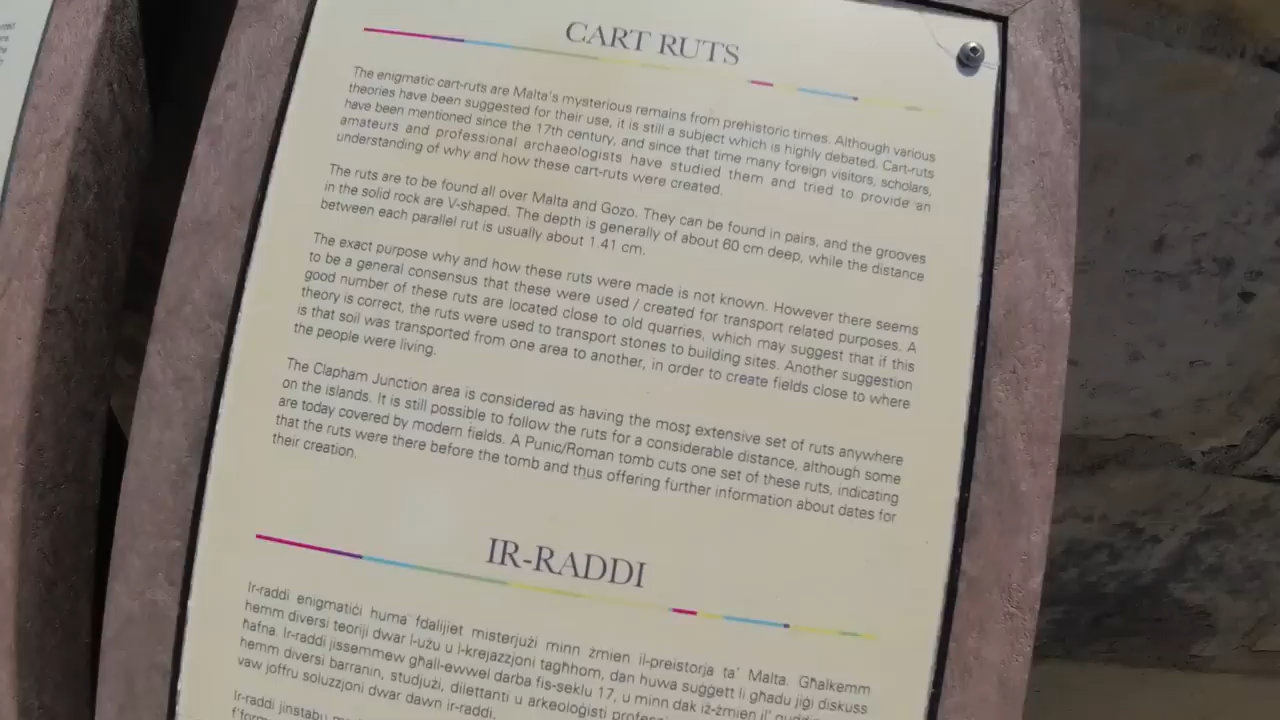 CART RUTS
The enigmatic cart-ruts are Malta's mysterious remains from prehistoric times. Although various
theories have been suggested for their use, it is still a subject which is highly debated. Cart-ruts
have been mentioned since the 17th century, and since that time many foreign visitors, scholars,
amateurs and professional archaeologists have studied them and tried to provide an
understanding of why and how these cart-ruts were created.
The ruts are to be found all over Malta and Gozo. They can be found in pairs, and the grooves
in the solid rock are V-shaped. The depth is generally of about 60 cm deep, while the distance
between each parallel rut is usually about 1.41 cm.
The exact purpose why and how these ruts were made is not known. However there seems
to be a general consensus that these were used / created for transport related purposes. A
good number of these ruts are located close to old quarries, which may suggest that if this
theory is correct, the ruts were used to transport stones to building sites. Another suggestion
is that soil was transported from one area to another, in order to create fields close to where
the people were living.
The Clapham Junction area is considered as having the most extensive set of ruts anywhere
on the islands. It is still possible to follow the ruts for a considerable distance, although some
are today covered by modern fields. A Punic/Roman tomb cuts one set of these ruts, indicating
that the ruts were there before the tomb and thus offering further information about dates for
their creation.
IR-RADDI
Ir-raddi enigmatiċi huma fdalijiet misterjużi minn żmien il-preistorja ta' Malta. Għalkemm
hemm diversi teoriji dwar l-użu u l-krejazzjoni tagħhom, dan huwa suġġett li għadu jiġi diskuss
ħafna. Ir-raddi jissemmew għall-ewwel darba fis-seklu 17, u minn dak iż-żmien 'il
hemm diversi barranin, studjużi, dilettanti u arkeoloġisti
vaw joffru soluzzjoni dwar dawn ir-raddi.
Ir-raddi jinstabu